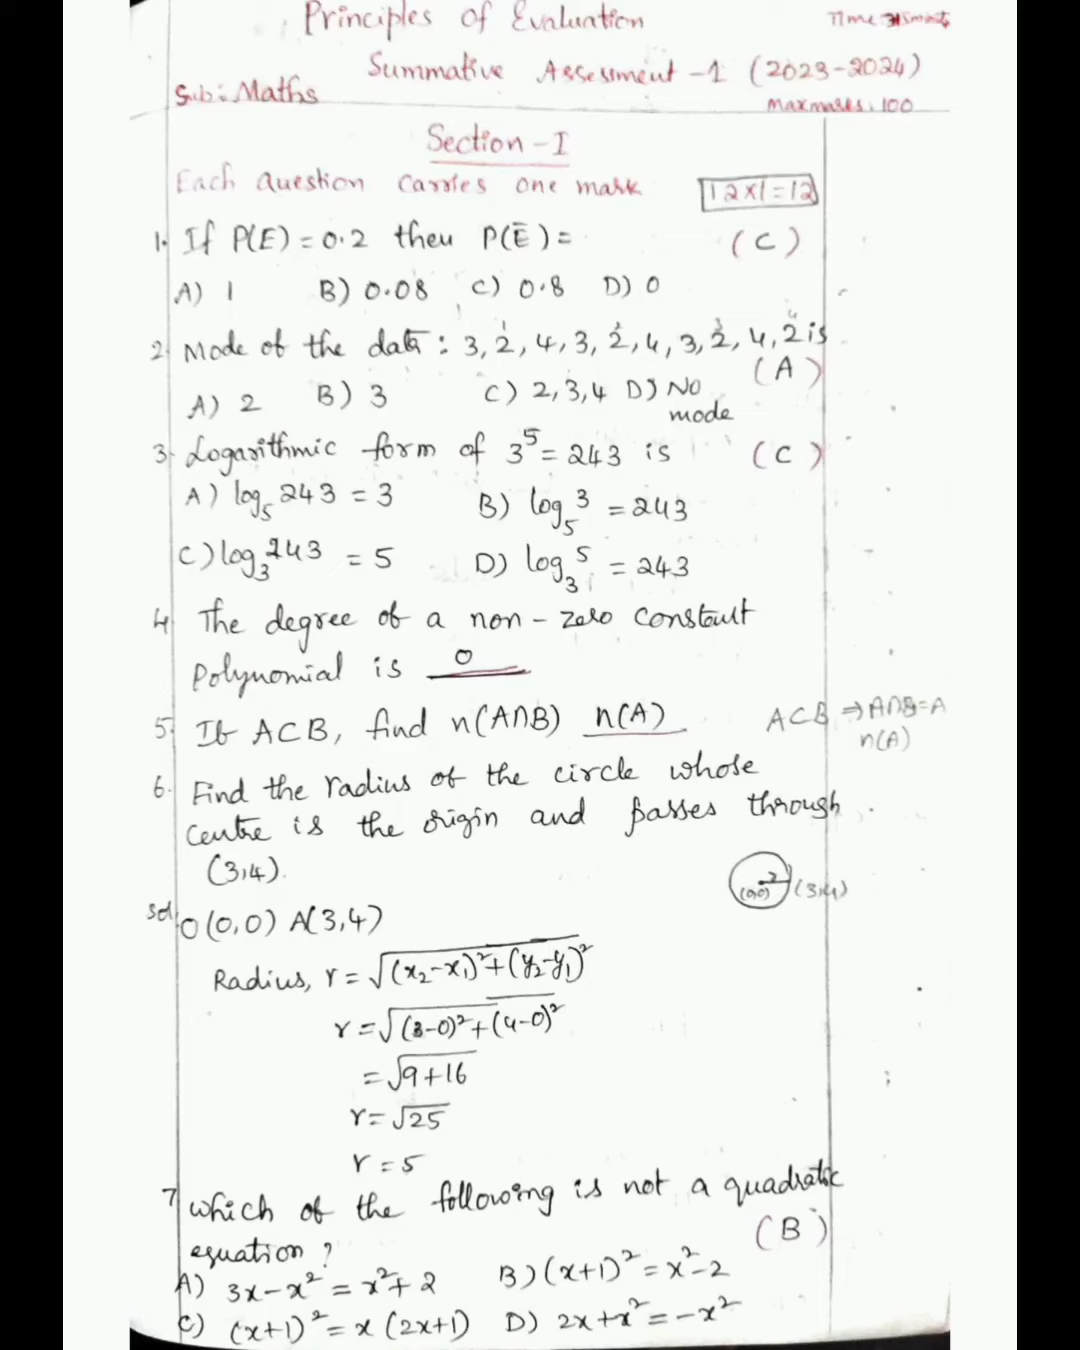 Principles of Evaluation
Summative Assessment -1 (2023-2024)
Sub: Maths
Max marks: 100
Section - I
Each Question Carries one mark 12x1=12
1. If P(E) = 0.2 then P(Ē) = (C)
A) 1 B) 0.08 C) 0.8 D) 0
2. Mode of the data : 3, 2, 4, 3, 2, 4, 3, 2, 4, 2 is
(A)
A) 2 B) 3 C) 2,3,4 D) No
mode
3. Logarithmic form of 3⁵ = 243 is (C)
A) log₅ 243 = 3 B) log₅ 3 = 243
C) log₃ 243 = 5 D) log₃ 5 = 243
4 The degree of a non-zero constant
Polynomial is 0
5. If A⊂B, find n(A∩B) n(A) A⊂B ⇒ A∩B=A
n(A)
6. Find the radius of the circle whose
centre is the origin and passes through
(3,4).
(0,0) (3,4)
Sol. O(0,0) A(3,4)
Radius, r = √(x₂-x₁)²+(y₂-y₁)²
r = √(3-0)²+(4-0)²
= √9+16
r = √25
r = 5
7 Which of the following is not a quadratic
equation? (B)
A) 3x-x² = x²+2 B) (x+1)² = x²-2
C) (x+1)² = x(2x+1) D) 2x+x² = -x²